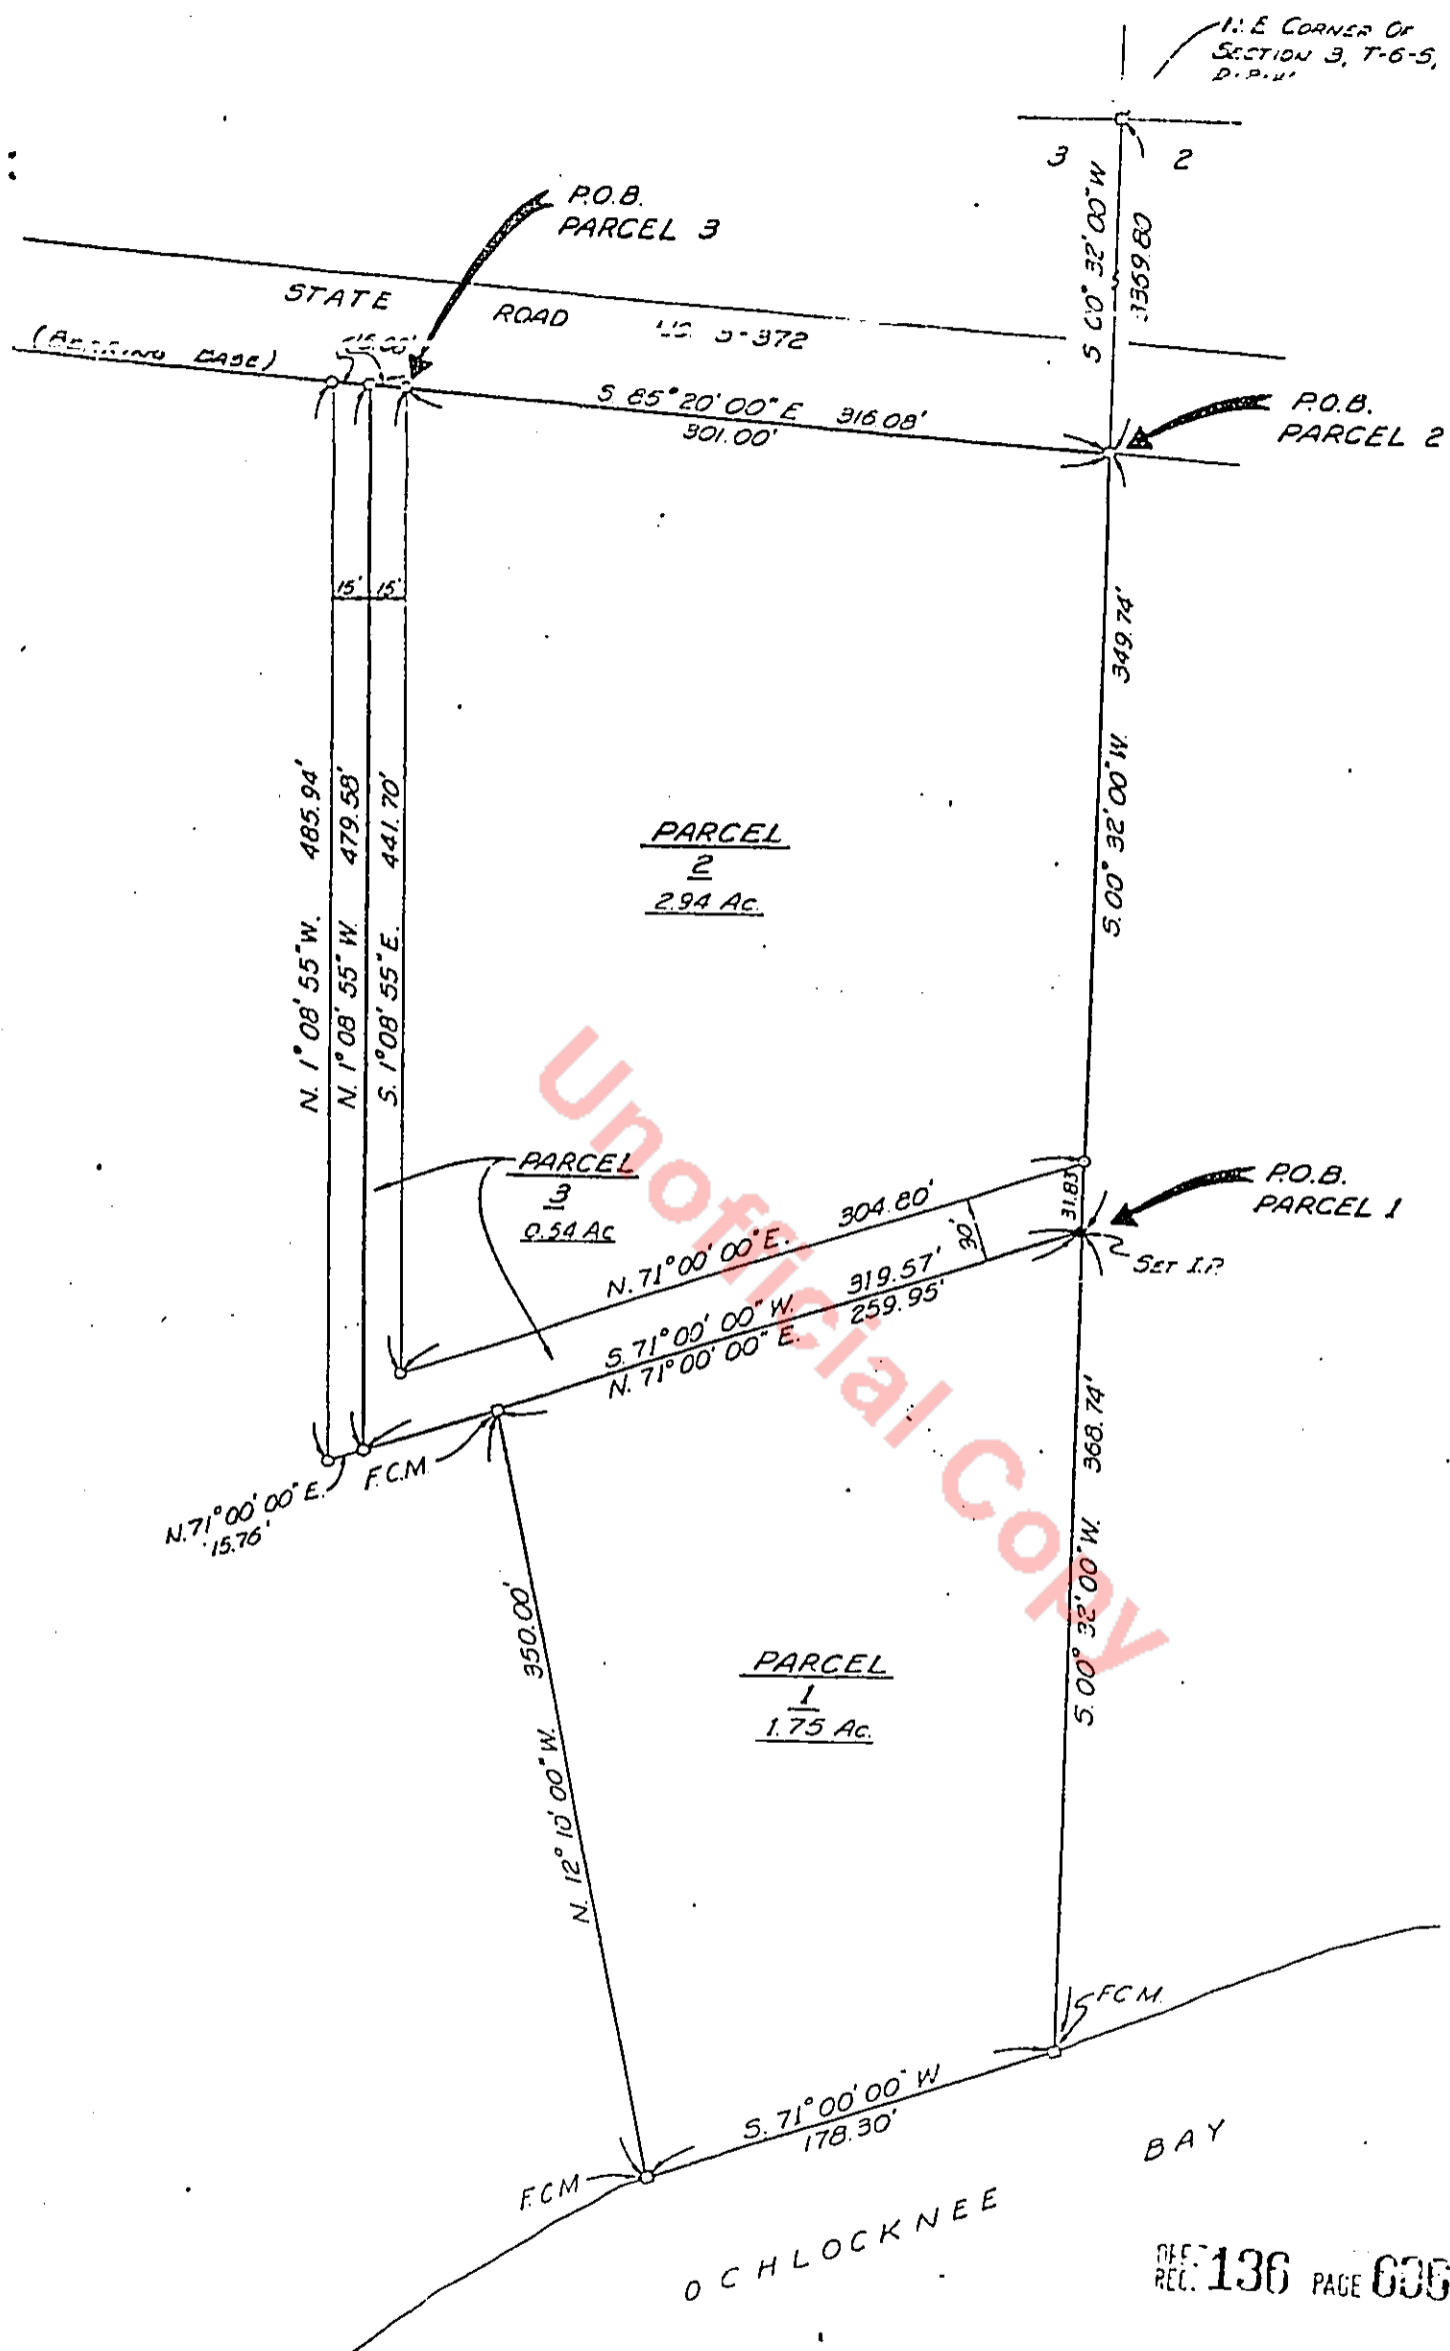 CORNER OF
SECTION 3, T-6-S,
3 2
S 00° 32' 00" W
3359.80
P.O.B.
PARCEL 3
STATE ROAD
372
S. 85° 20' 00" E 316.08'
301.00'
P.O.B.
PARCEL 2
15' 15'
349.74'
S. 00° 32' 00" W.
N. 1° 08' 55" W. 485.94'
N. 1° 08' 55" W. 479.58'
S. 1° 08' 55" E. 441.70'
PARCEL
2
2.94 Ac.
PARCEL
3
0.54 Ac
31.83
P.O.B.
PARCEL 1
SET I.P.
N. 71° 00' 00" E. 304.80'
30'
S. 71° 00' 00" W. 319.57'
N. 71° 00' 00" E. 259.95'
F.C.M.
N. 71° 00' 00" E.
15.76'
368.74'
S. 00° 32' 00" W.
350.00'
N. 12° 10' 00" W.
PARCEL
1
1.75 Ac.
F.C.M.
S. 71° 00' 00" W
178.30'
F.C.M
OCHLOCKNEE BAY
REC. 136 PAGE
Unofficial Copy